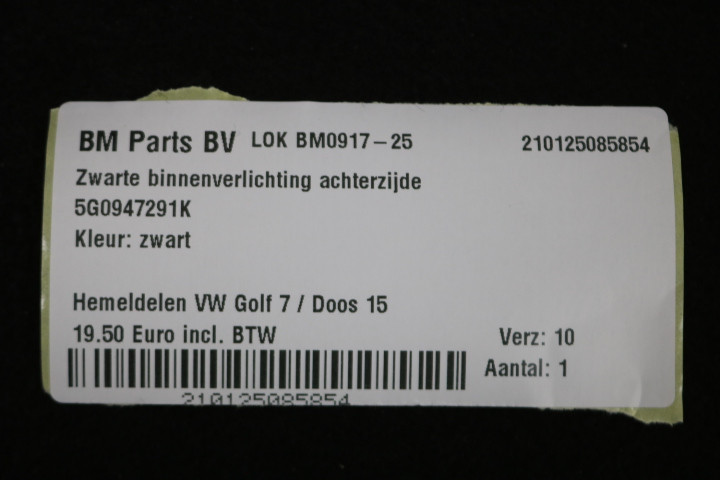 BM Parts BV LOK BM0917-25 210125085854
Zwarte binnenverlichting achterzijde
5G0947291K
Kleur: zwart
Hemeldelen VW Golf 7 / Doos 15
19.50 Euro incl. BTW Verz: 10
Aantal: 1
210125085854